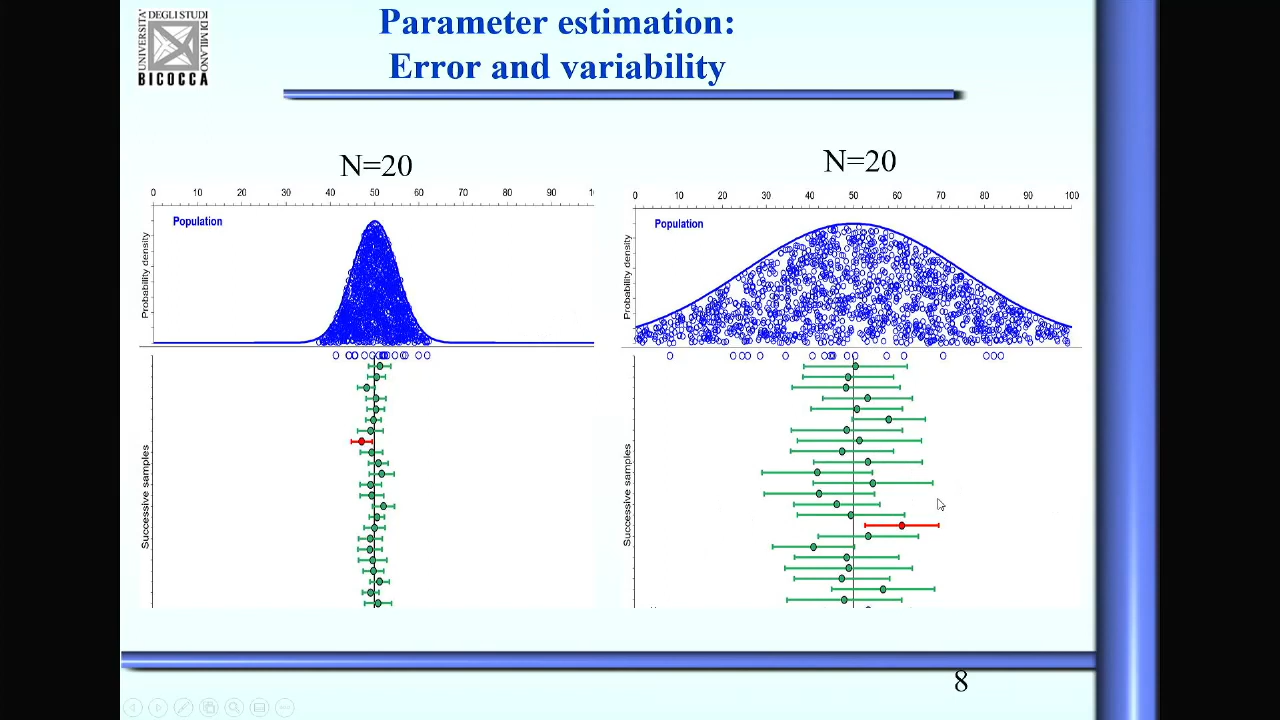 UNIVERSITA'
DEGLI STUDI
DI MILANO
BICOCCA
Parameter estimation:
Error and variability
N=20
0 10 20 30 40 50 60 70 80 90
Population
Probability density
Successive samples
N=20
0 10 20 30 40 50 60 70 80 90 100
Population
Probability density
Successive samples
8